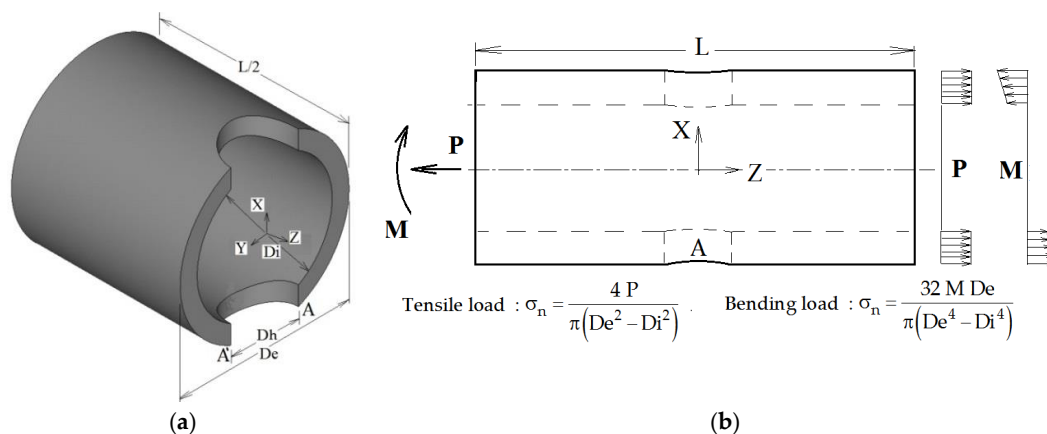 L/2
X
Z
Y
Di
A
Dh
A'
De
(a)
L
X
P
Z
P
M
M
A
Tensile load : σn = 4 P / π(De² − Di²) .
Bending load : σn = 32 M De / π(De⁴ − Di⁴)
(b)